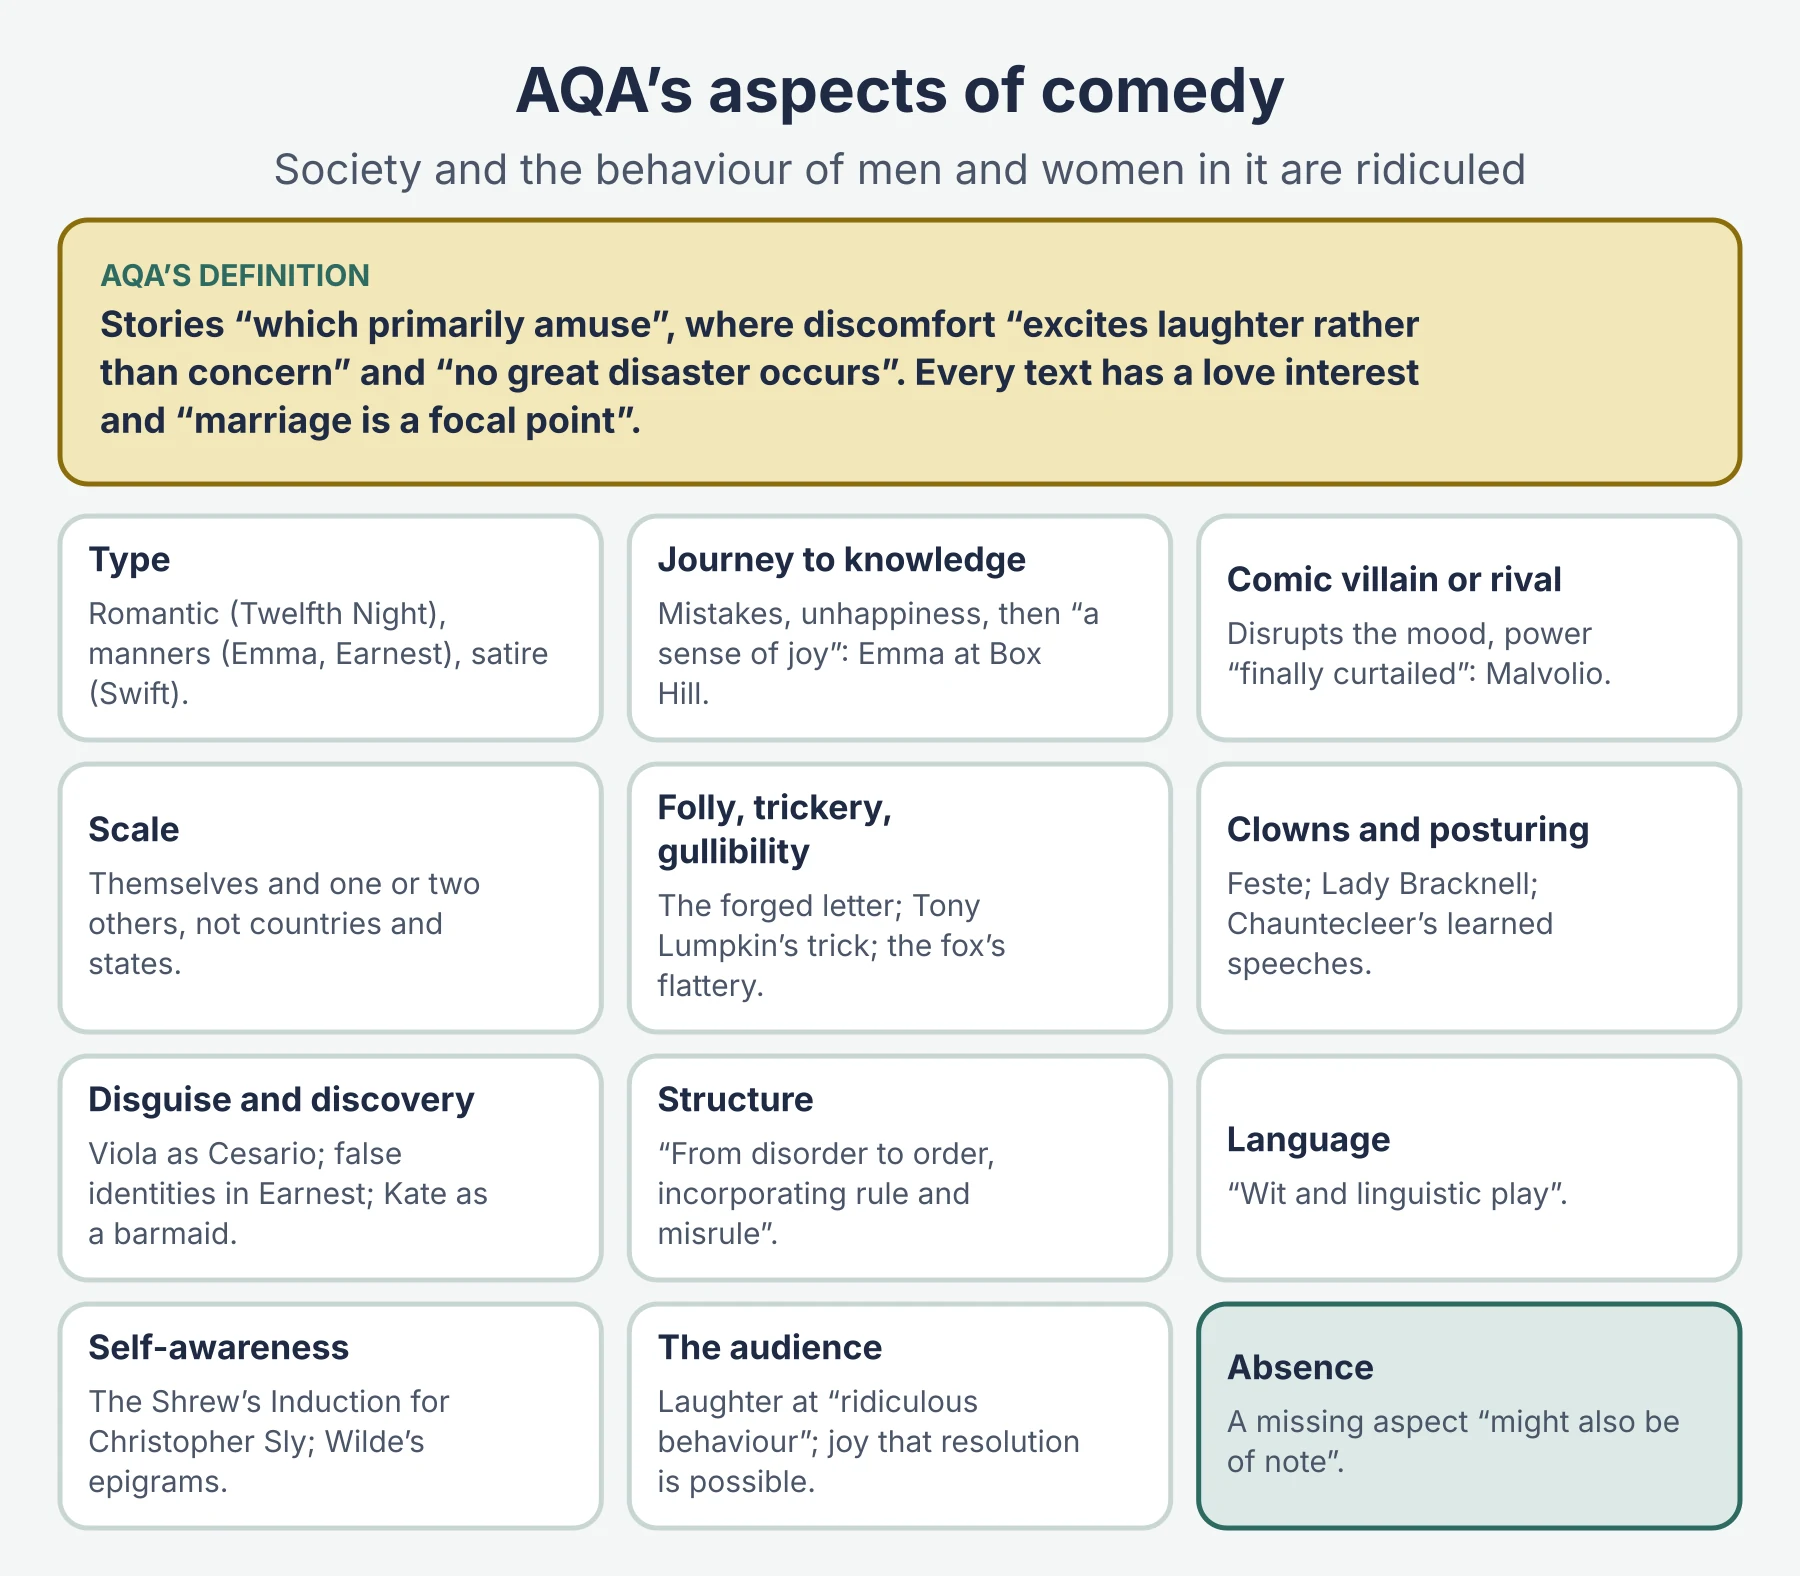 AQA’s aspects of comedy
Society and the behaviour of men and women in it are ridiculed
AQA’S DEFINITION
Stories “which primarily amuse”, where discomfort “excites laughter rather
than concern” and “no great disaster occurs”. Every text has a love interest
and “marriage is a focal point”.
Type
Romantic (Twelfth Night),
manners (Emma, Earnest), satire
(Swift).
Journey to knowledge
Mistakes, unhappiness, then “a
sense of joy”: Emma at Box
Hill.
Comic villain or rival
Disrupts the mood, power
“finally curtailed”: Malvolio.
Scale
Themselves and one or two
others, not countries and
states.
Folly, trickery,
gullibility
The forged letter; Tony
Lumpkin’s trick; the fox’s
flattery.
Clowns and posturing
Feste; Lady Bracknell;
Chauntecleer’s learned
speeches.
Disguise and discovery
Viola as Cesario; false
identities in Earnest; Kate as
a barmaid.
Structure
“From disorder to order,
incorporating rule and
misrule”.
Language
“Wit and linguistic play”.
Self-awareness
The Shrew’s Induction for
Christopher Sly; Wilde’s
epigrams.
The audience
Laughter at “ridiculous
behaviour”; joy that resolution
is possible.
Absence
A missing aspect “might also be
of note”.